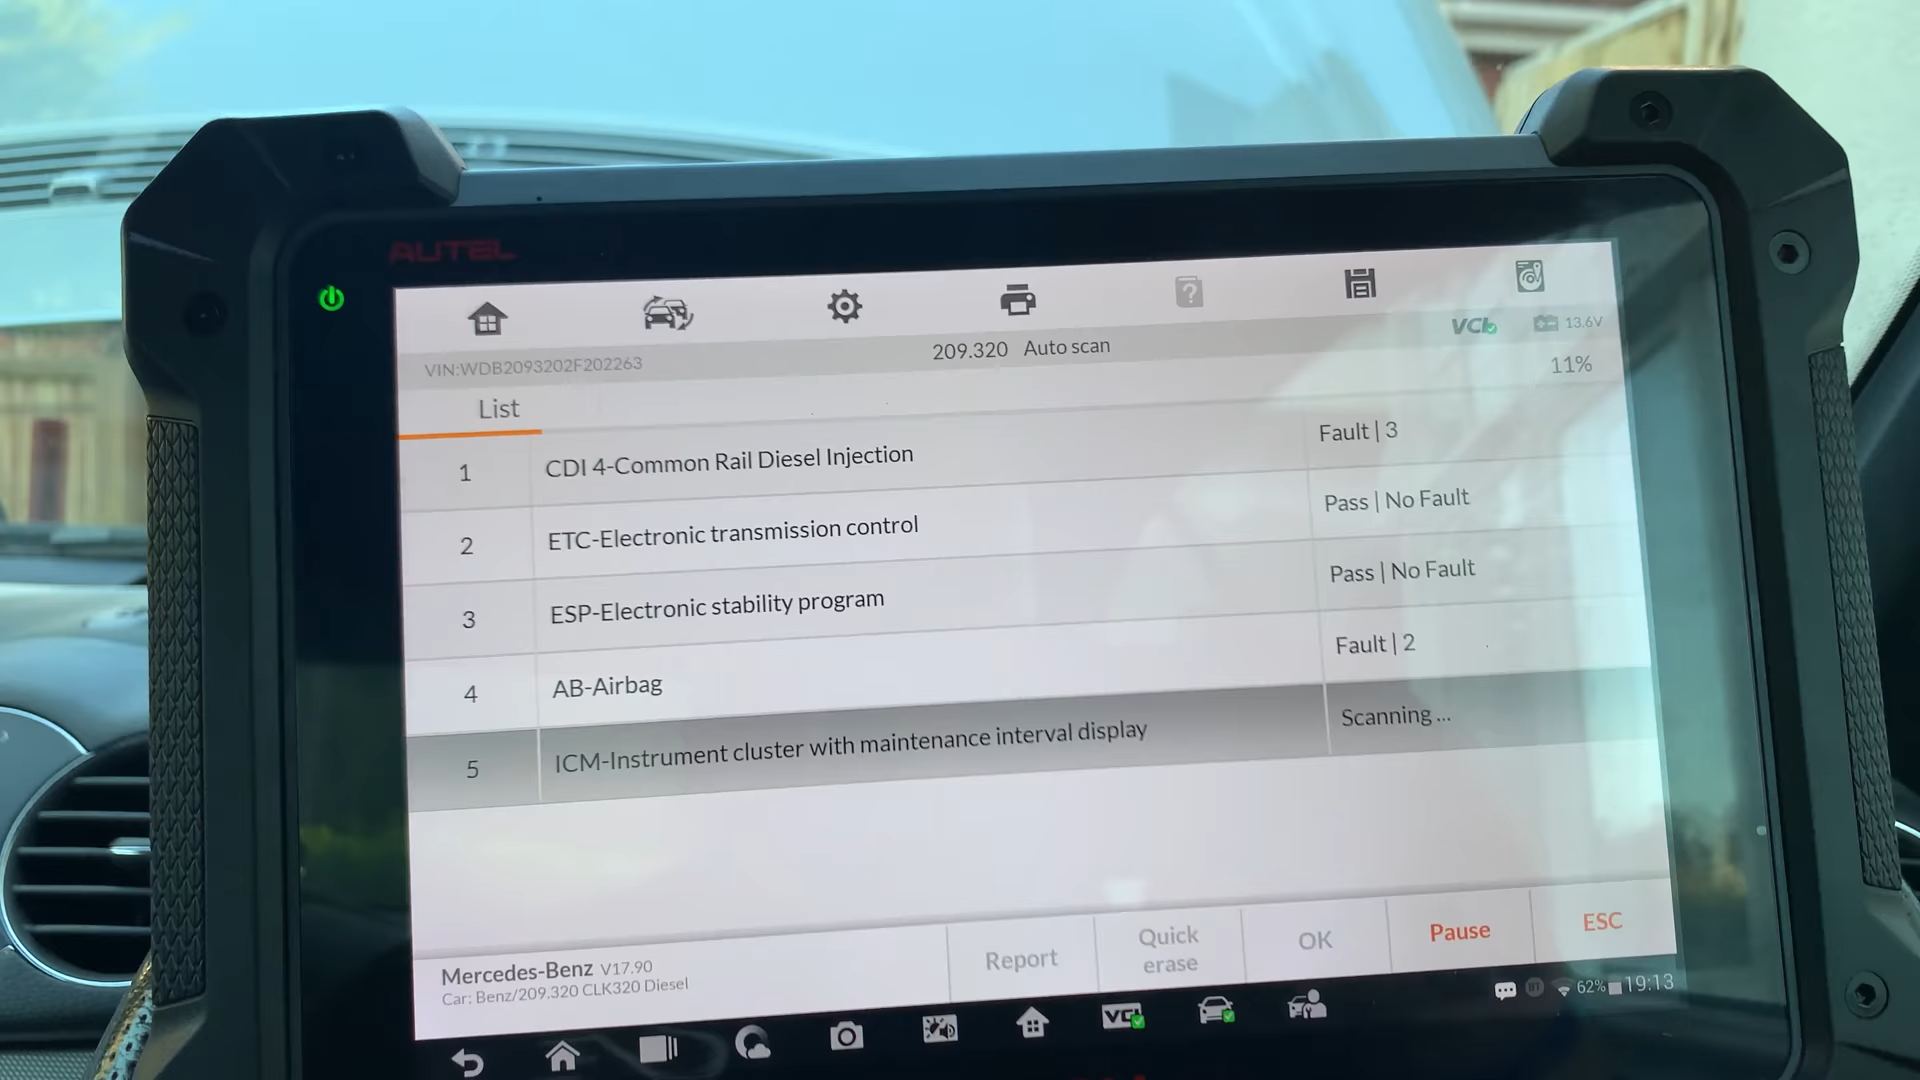 AUTEL
VCI 13.6V
VIN:WDB2093202F202263 209.320 Auto scan
11%
List
1 CDI 4-Common Rail Diesel Injection Fault | 3
2 ETC-Electronic transmission control Pass | No Fault
3 ESP-Electronic stability program Pass | No Fault
4 AB-Airbag Fault | 2
5 ICM-Instrument cluster with maintenance interval display Scanning...
Mercedes-Benz V17.90
Car: Benz/209.320 CLK320 Diesel
Report
Quick
erase
OK
Pause
ESC
VCI
62% 19:13